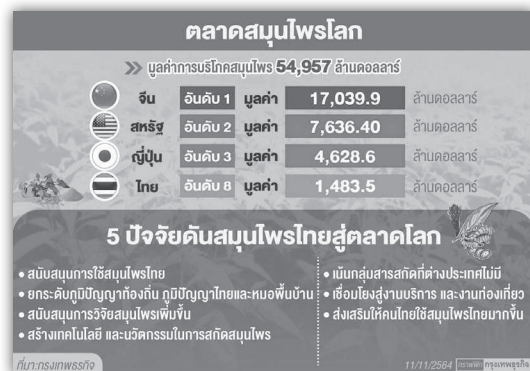 ตลาดสมุนไพรโลก
มูลค่าการบริโภคสมุนไพร 54,957 ล้านดอลลาร์
จีน อันดับ 1 มูลค่า 17,039.9 ล้านดอลลาร์
สหรัฐ อันดับ 2 มูลค่า 7,636.40 ล้านดอลลาร์
ญี่ปุ่น อันดับ 3 มูลค่า 4,628.6 ล้านดอลลาร์
ไทย อันดับ 8 มูลค่า 1,483.5 ล้านดอลลาร์
5 ปัจจัยดันสมุนไพรไทยสู่ตลาดโลก
• สนับสนุนการใช้สมุนไพรไทย
• ยกระดับภูมิปัญญาท้องถิ่น ภูมิปัญญาไทยและหมอพื้นบ้าน
• สนับสนุนการวิจัยสมุนไพรเพิ่มขึ้น
• สร้างเทคโนโลยี และนวัตกรรมในการสกัดสมุนไพร
• เน้นกลุ่มสารสกัดที่ต่างประเทศไม่มี
• เชื่อมโยงสู่งานบริการ และงานท่องเที่ยว
• ส่งเสริมให้คนไทยใช้สมุนไพรไทยมากขึ้น
ที่มา:กรุงเทพธุรกิจ
11/11/2564 กราฟฟิก กรุงเทพธุรกิจ